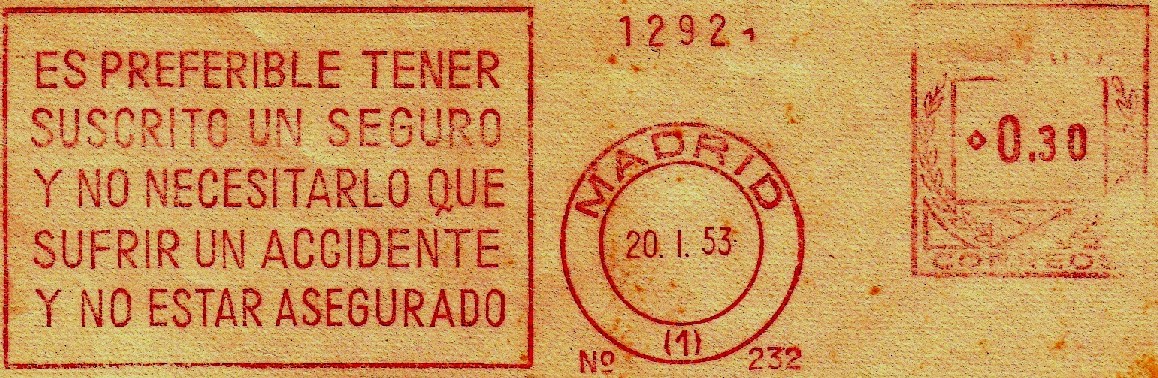 ES PREFERIBLE TENER
SUSCRITO UN SEGURO
Y NO NECESITARLO QUE
SUFRIR UN ACCIDENTE
Y NO ESTAR ASEGURADO
1292
MADRID
20. I. 53
(1)
Nº 232
0.30
CORREOS